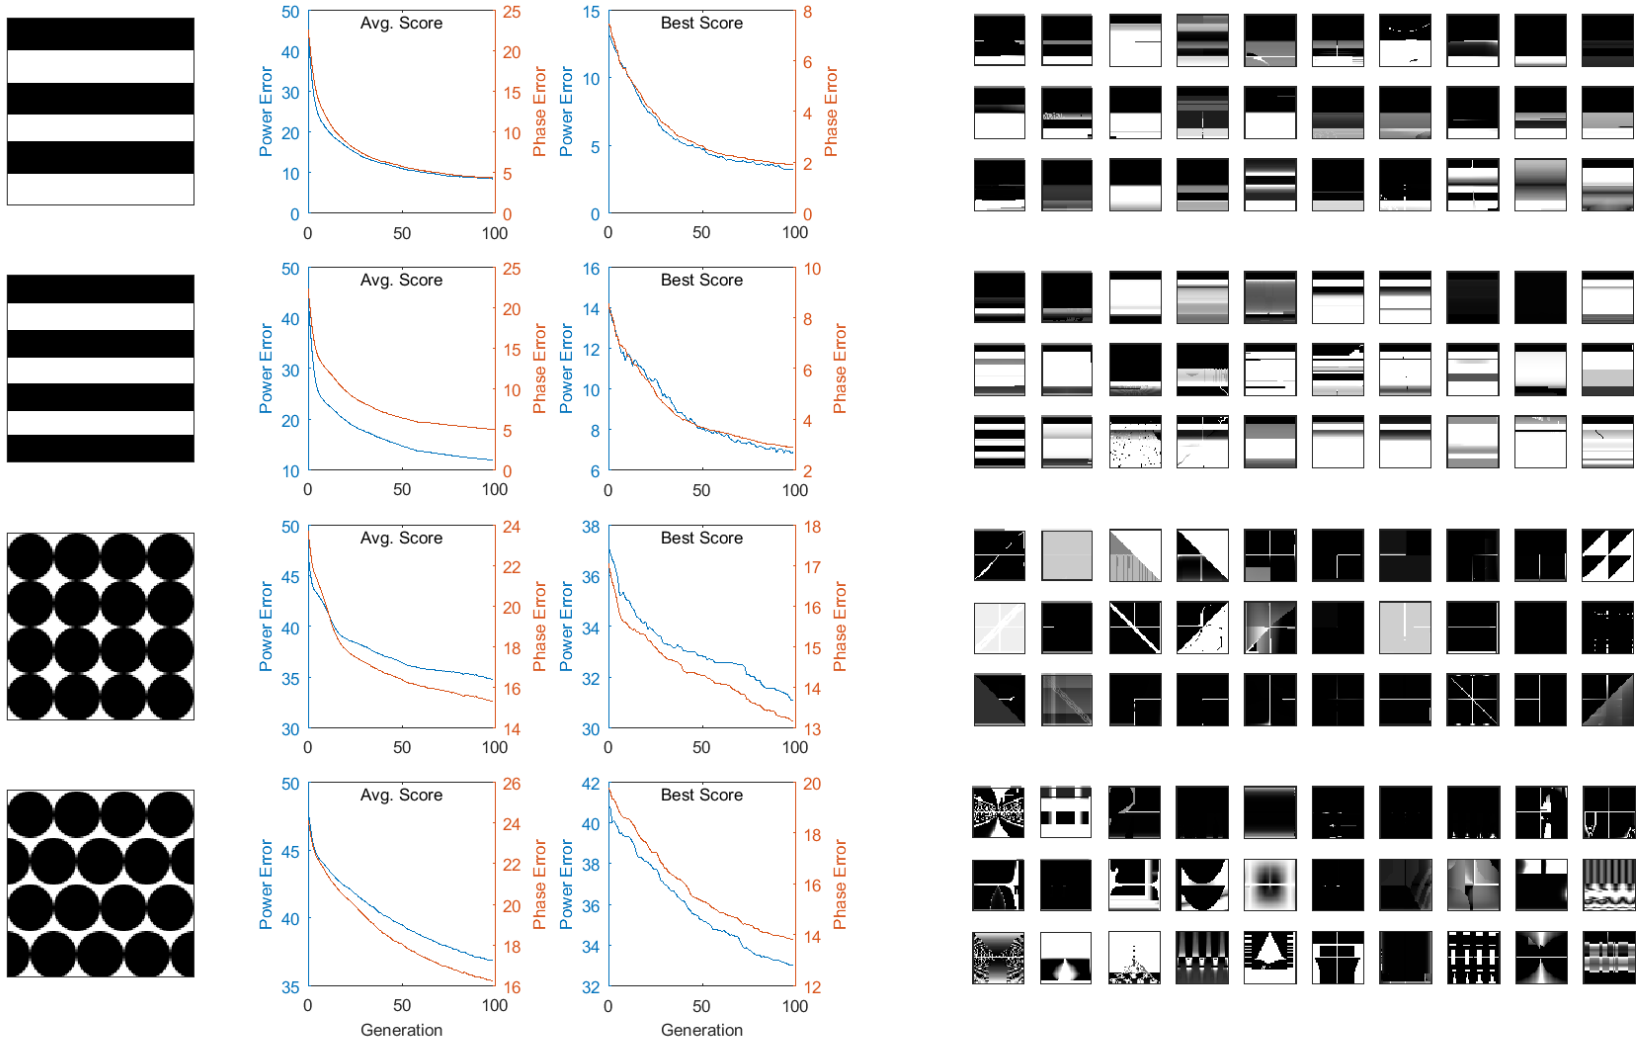 50 25 15 8
Avg. Score Best Score
40 20 6
30 15 10
Power Error Phase Error Power Error Phase Error
4
20 10 5
10 5 2
0 0 0 0
0 50 100 0 50 100
50 25 16 10
Avg. Score Best Score
14
40 20 8
12
15
30 6
Power Error Phase Error Power Error Phase Error
10
10
20 4
5 8
10 0 6 2
0 50 100 0 50 100
50 24 38 18
Avg. Score Best Score
22 17
45 36
20 16
Power Error Phase Error Power Error Phase Error
40 34
18 15
35 32
16 14
30 14 30 13
0 50 100 0 50 100
50 26 42 20
Avg. Score Best Score
24 40
18
45 22 38
Power Error Phase Error Power Error Phase Error
16
20 36
40
18 34 14
35 16 32 12
0 50 100 0 50 100
Generation Generation